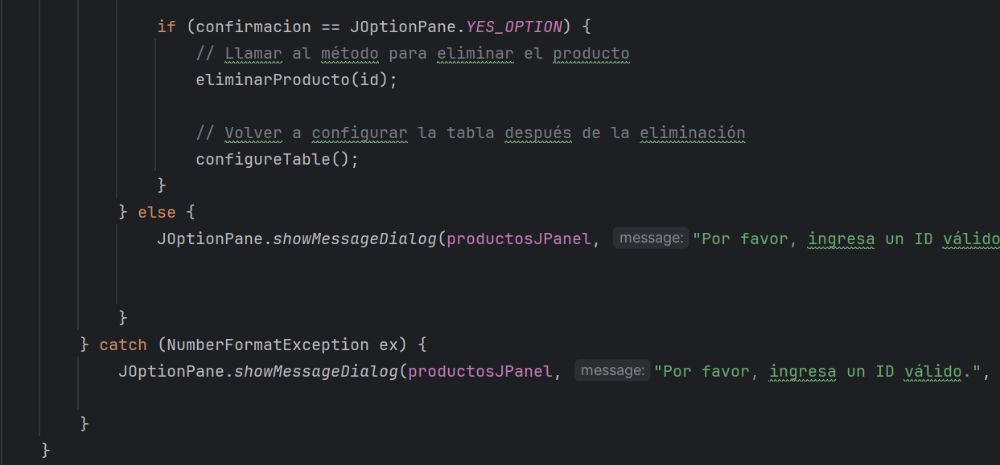 if (confirmacion == JOptionPane.YES_OPTION) {
// Llamar al método para eliminar el producto
eliminarProducto(id);
// Volver a configurar la tabla después de la eliminación
configureTable();
}
} else {
JOptionPane.showMessageDialog(productosJPanel, message: "Por favor, ingresa un ID válido
}
} catch (NumberFormatException ex) {
JOptionPane.showMessageDialog(productosJPanel, message: "Por favor, ingresa un ID válido.",
}
}